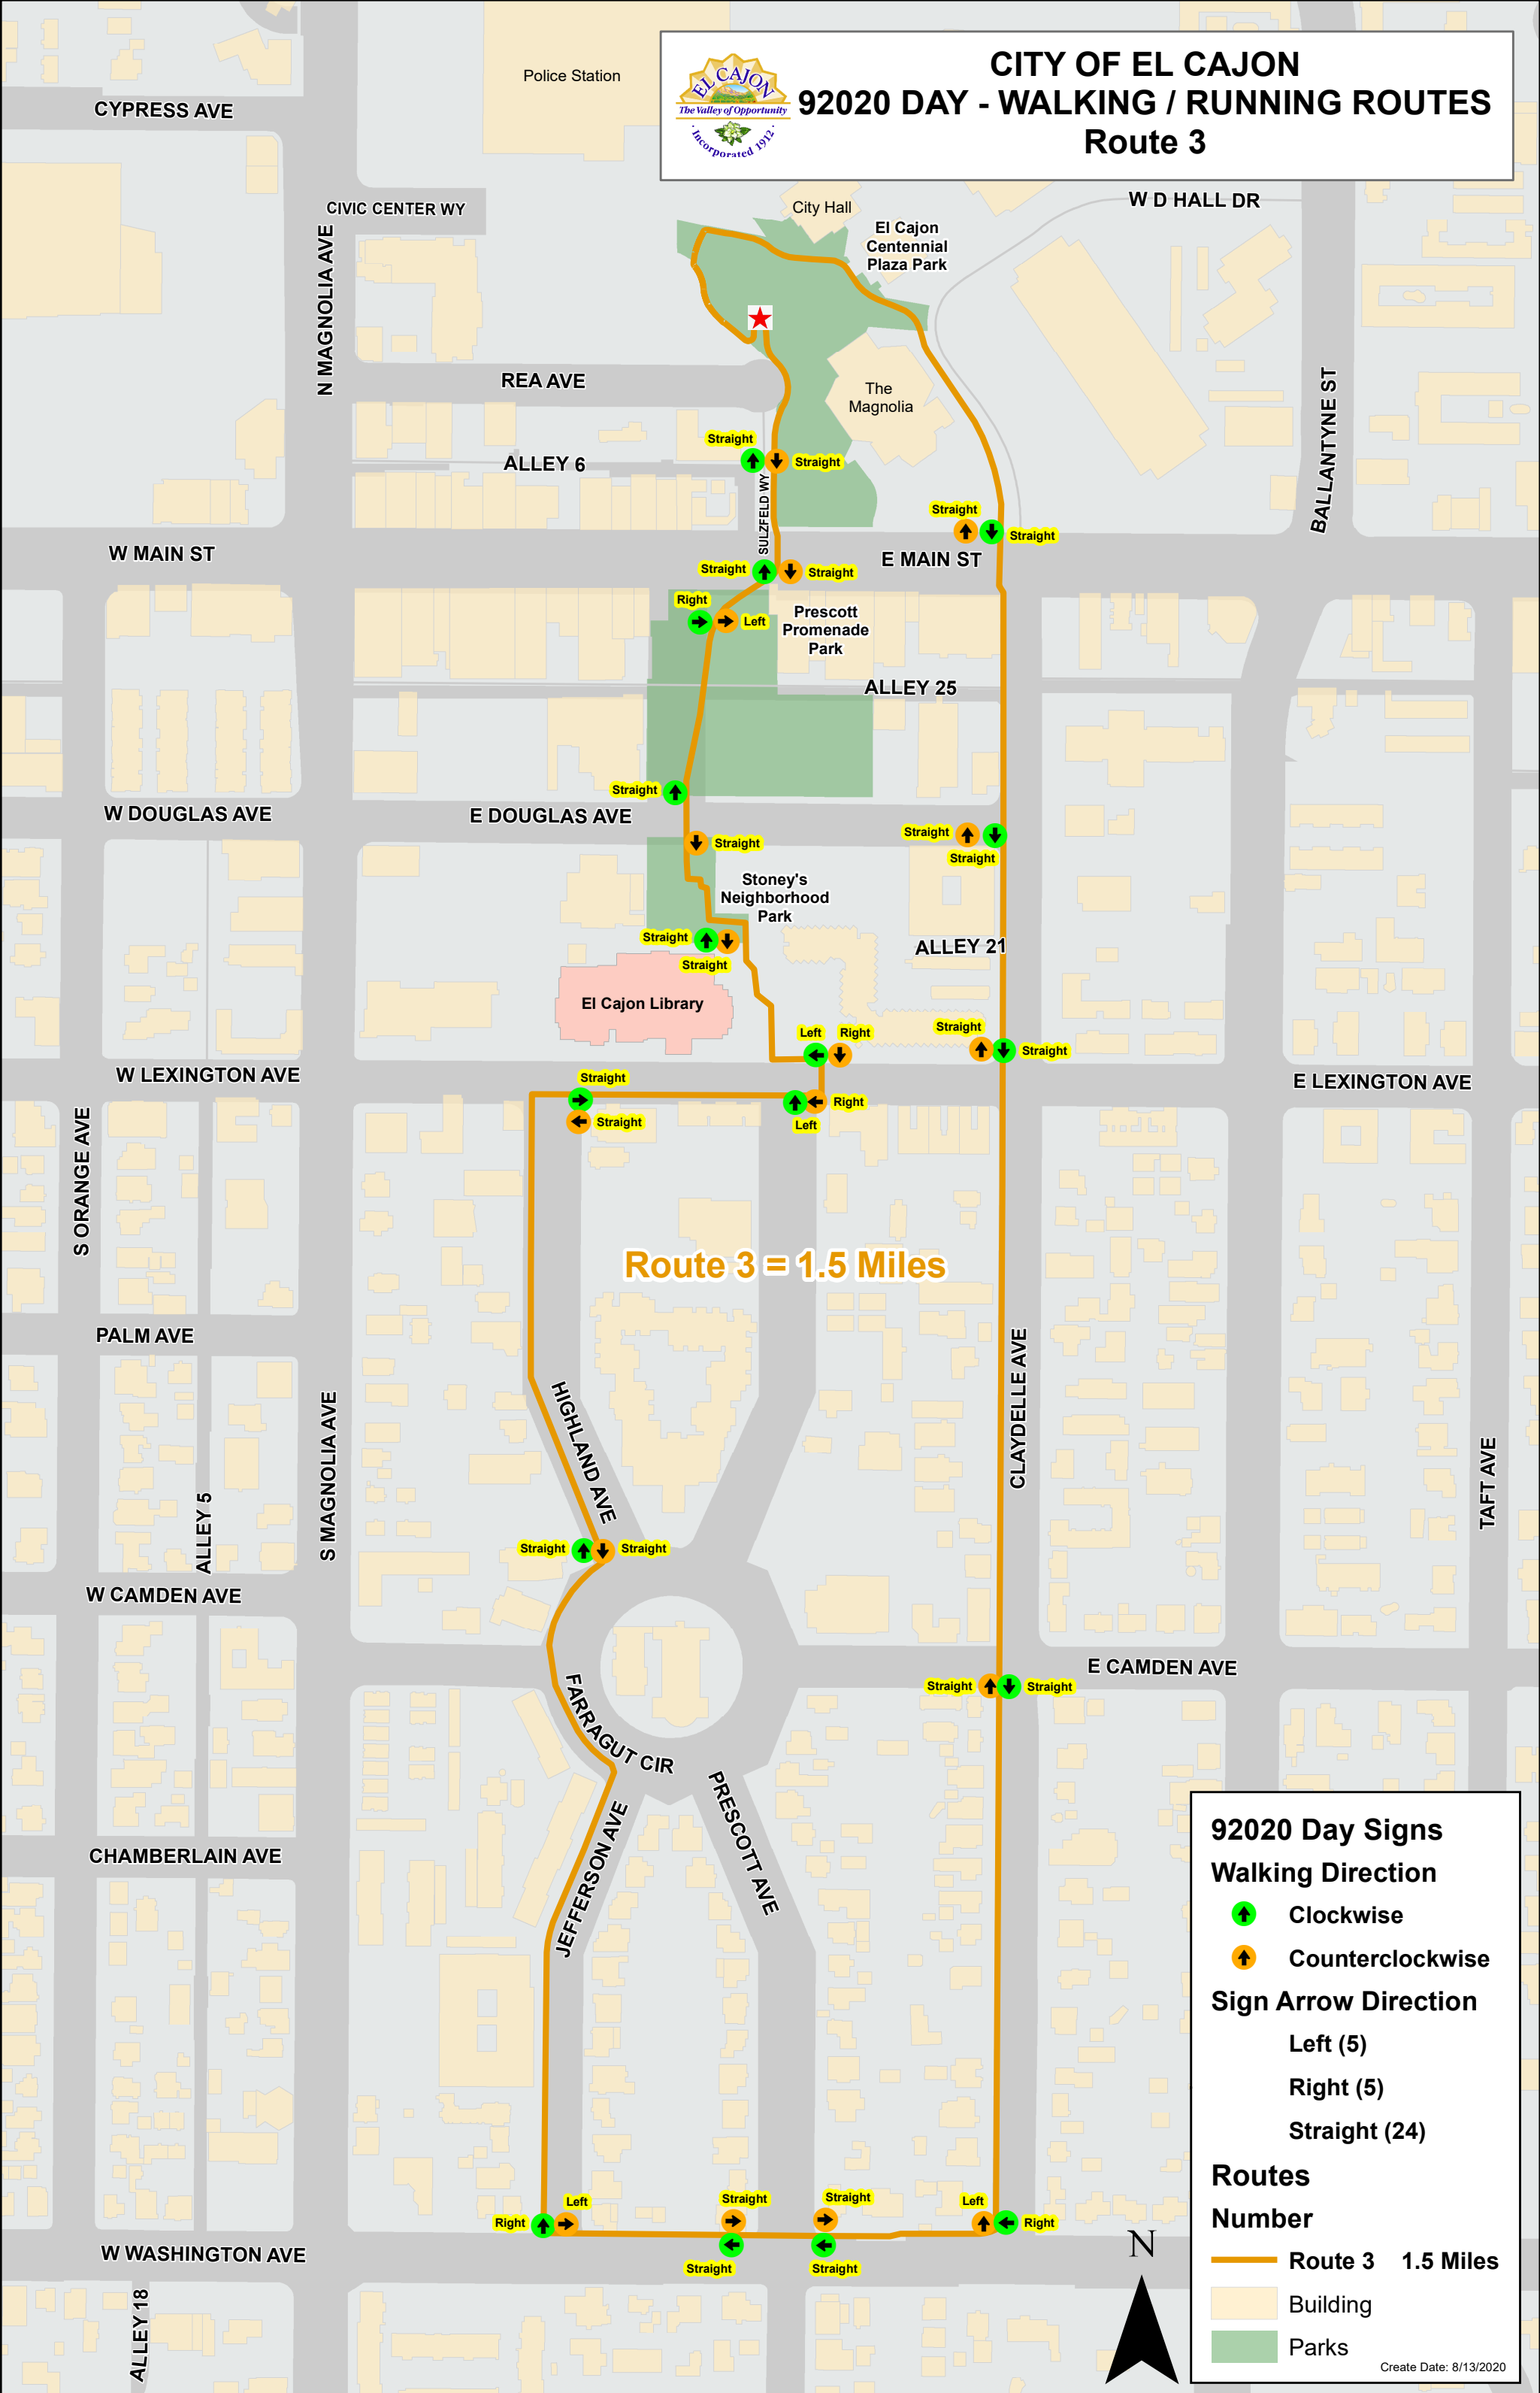 CITY OF EL CAJON
92020 DAY - WALKING / RUNNING ROUTES
Route 3
EL CAJON
The Valley of Opportunity
· Incorporated 1912 ·
Police Station
CYPRESS AVE
CIVIC CENTER WY
City Hall
W D HALL DR
El Cajon
Centennial
Plaza Park
N MAGNOLIA AVE
REA AVE
The
Magnolia
BALLANTYNE ST
Straight
Straight
ALLEY 6
SULZFELD WY
Straight
Straight
W MAIN ST
E MAIN ST
Straight
Straight
Right
Left
Prescott
Promenade
Park
ALLEY 25
Straight
W DOUGLAS AVE
E DOUGLAS AVE
Straight
Straight
Straight
Stoney's
Neighborhood
Park
Straight
Straight
ALLEY 21
El Cajon Library
Left
Right
Straight
Straight
W LEXINGTON AVE
E LEXINGTON AVE
Straight
Straight
Right
Left
S ORANGE AVE
Route 3 = 1.5 Miles
PALM AVE
HIGHLAND AVE
CLAYDELLE AVE
S MAGNOLIA AVE
TAFT AVE
ALLEY 5
Straight
Straight
W CAMDEN AVE
E CAMDEN AVE
Straight
Straight
FARRAGUT CIR
PRESCOTT AVE
JEFFERSON AVE
CHAMBERLAIN AVE
Right
Left
Straight
Straight
Left
Right
Straight
Straight
W WASHINGTON AVE
ALLEY 18
N
92020 Day Signs
Walking Direction
Clockwise
Counterclockwise
Sign Arrow Direction
Left (5)
Right (5)
Straight (24)
Routes
Number
Route 3 1.5 Miles
Building
Parks
Create Date: 8/13/2020